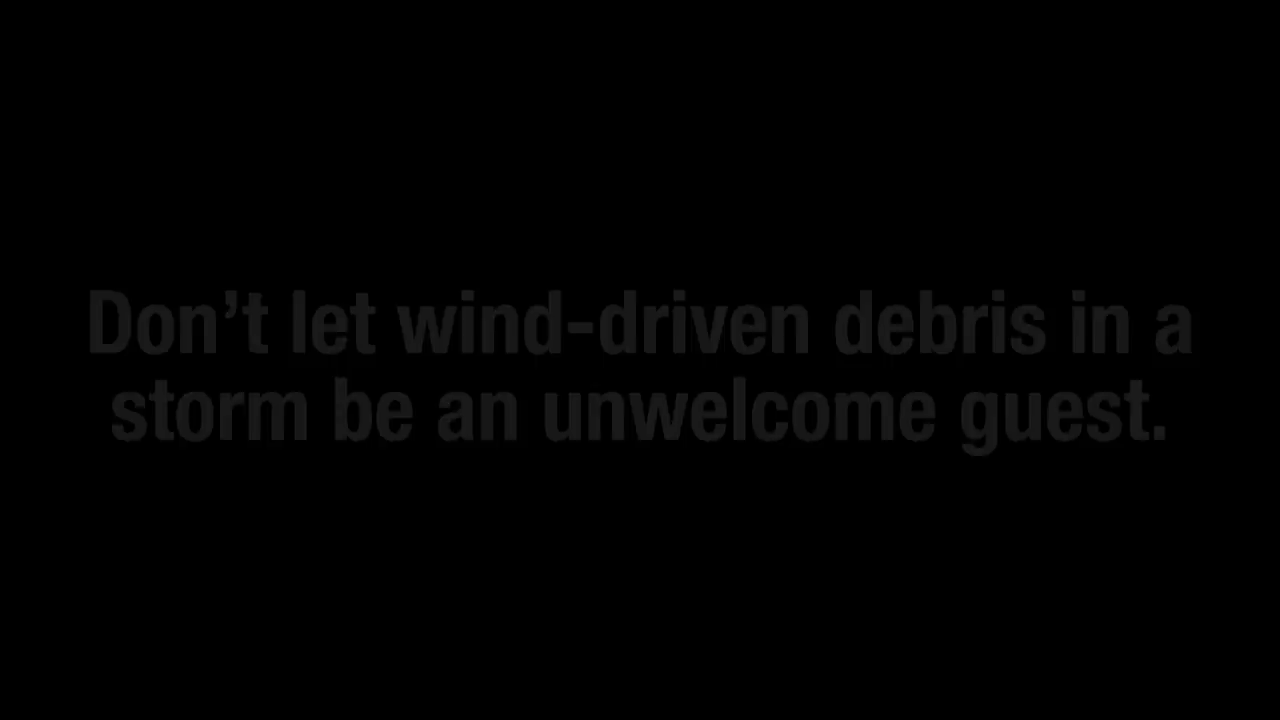 Don’t let wind-driven debris in a
storm be an unwelcome guest.